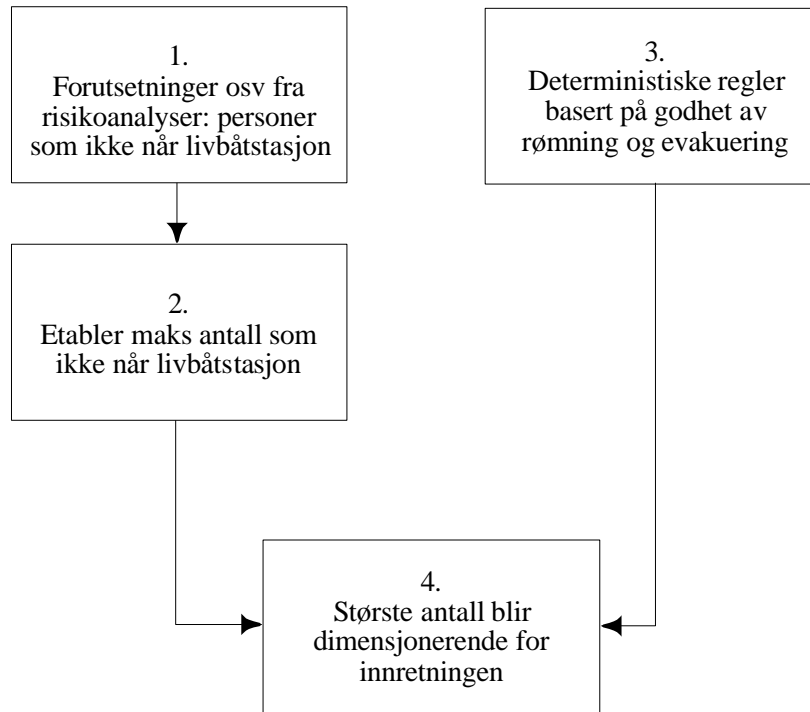 1.
Forutsetninger osv fra
risikoanalyser: personer
som ikke når livbåtstasjon
3.
Deterministiske regler
basert på godhet av
rømning og evakuering
2.
Etabler maks antall som
ikke når livbåtstasjon
4.
Største antall blir
dimensjonerende for
innretningen